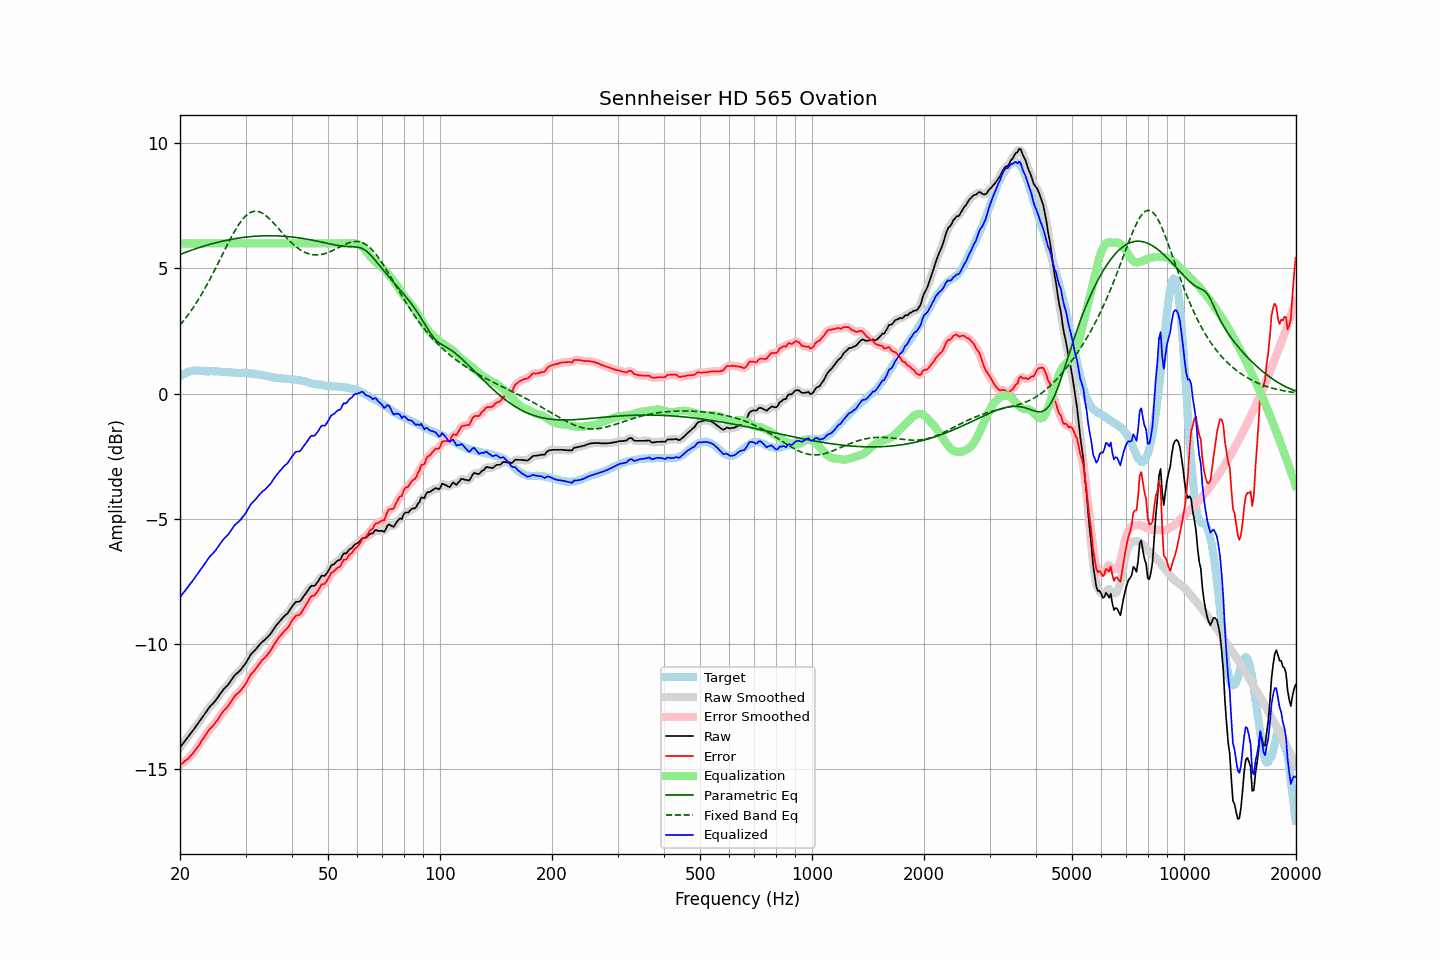 Sennheiser HD 565 Ovation
10
5
0
−5
−10
−15
Amplitude (dBr)
20
50
100
200
500
1000
2000
5000
10000
20000
Frequency (Hz)
Target
Raw Smoothed
Error Smoothed
Raw
Error
Equalization
Parametric Eq
Fixed Band Eq
Equalized